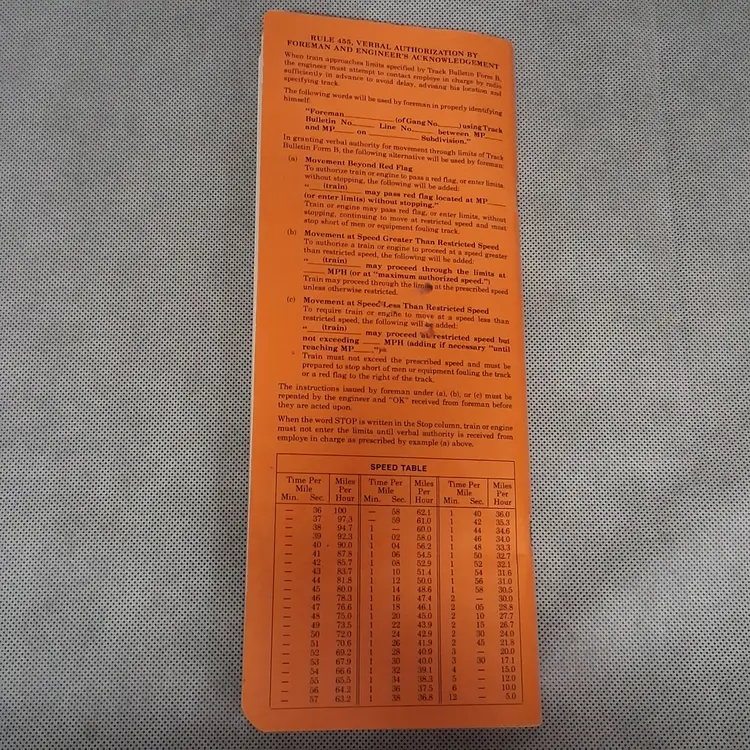 RULE 455, VERBAL AUTHORIZATION BY
FOREMAN AND ENGINEER'S ACKNOWLEDGEMENT
When train approaches limits specified by Track Bulletin Form B,
the engineer must attempt to contact employe in charge by radio
sufficiently in advance to avoid delay, advising his location and
specifying track.
The following words will be used by foreman in properly identifying
himself:
"Foreman________(of Gang No.____) using Track
Bulletin No.____ Line No.____ between MP____
and MP____ on ________ Subdivision."
In granting verbal authority for movement through limits of Track
Bulletin Form B, the following alternative will be used by foreman:
(a) Movement Beyond Red Flag
To authorize train or engine to pass a red flag, or enter limits,
without stopping, the following will be added:
"__(train)____ may pass red flag located at MP____
(or enter limits) without stopping."
Train or engine may pass red flag, or enter limits, without
stopping, continuing to move at restricted speed and must
stop short of men or equipment fouling track.
(b) Movement at Speed Greater Than Restricted Speed
To authorize a train or engine to proceed at a speed greater
than restricted speed, the following will be added:
"__(train)____ may proceed through the limits at
____ MPH (or at "maximum authorized speed.")
Train may proceed through the limits at the prescribed speed
unless otherwise restricted.
(c) Movement at Speed Less Than Restricted Speed
To require train or engine to move at a speed less than
restricted speed, the following will be added:
"__(train)____ may proceed at restricted speed but
not exceeding ____ MPH (adding if necessary "until
reaching MP____."
Train must not exceed the prescribed speed and must be
prepared to stop short of men or equipment fouling the track
or a red flag to the right of the track.
The instructions issued by foreman under (a), (b), or (c) must be
repeated by the engineer and "OK" received from foreman before
they are acted upon.
When the word STOP is written in the Stop column, train or engine
must not enter the limits until verbal authority is received from
employe in charge as prescribed by example (a) above.
SPEED TABLE
Time Per Miles Time Per Miles Time Per Miles
Mile Per Mile Per Mile Per
Min. Sec. Hour Min. Sec. Hour Min. Sec. Hour
— 36 100 — 58 62.1 1 40 36.0
— 37 97.3 — 59 61.0 1 42 35.3
— 38 94.7 1 — 60.0 1 44 34.6
— 39 92.3 1 02 58.0 1 46 34.0
— 40 90.0 1 04 56.2 1 48 33.3
— 41 87.8 1 06 54.5 1 50 32.7
— 42 85.7 1 08 52.9 1 52 32.1
— 43 83.7 1 10 51.4 1 54 31.6
— 44 81.8 1 12 50.0 1 56 31.0
— 45 80.0 1 14 48.6 1 58 30.5
— 46 78.3 1 16 47.4 2 — 30.0
— 47 76.6 1 18 46.1 2 05 28.8
— 48 75.0 1 20 45.0 2 10 27.7
— 49 73.5 1 22 43.9 2 15 26.7
— 50 72.0 1 24 42.9 2 30 24.0
— 51 70.6 1 26 41.9 2 45 21.8
— 52 69.2 1 28 40.9 3 — 20.0
— 53 67.9 1 30 40.0 3 30 17.1
— 54 66.6 1 32 39.1 4 — 15.0
— 55 65.5 1 34 38.3 5 — 12.0
— 56 64.2 1 36 37.5 6 — 10.0
— 57 63.2 1 38 36.8 12 — 5.0